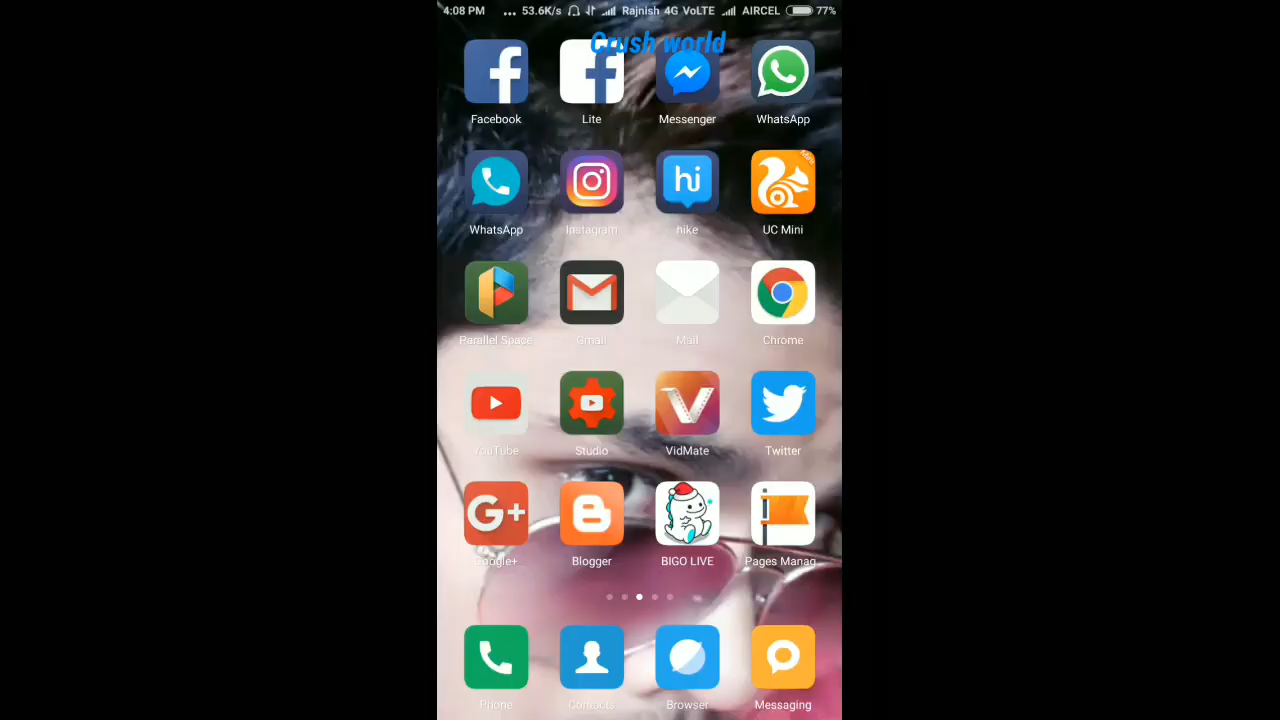 4:08 PM ... 53.6K/s Rajnish 4G VoLTE AIRCEL 77%
Crush world
Facebook Lite Messenger WhatsApp
hi Mini
WhatsApp Instagram hike UC Mini
Parallel Space Gmail Mail Chrome
YouTube Studio VidMate Twitter
G+
Google+ Blogger BIGO LIVE Pages Manag
Phone Contacts Browser Messaging